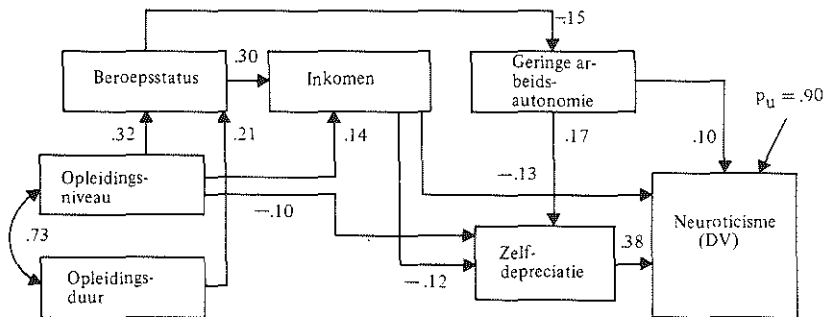 —.15
.30
Beroepsstatus
Inkomen
Geringe ar-
beids-
autonomie
p u = .90
.32
.21
.14
.17
.10
Opleidings-
niveau
—.13
—.10
.73
Neuroticisme
(DV)
Zelf-
depreciatie
.38
Opleidings-
duur
—.12